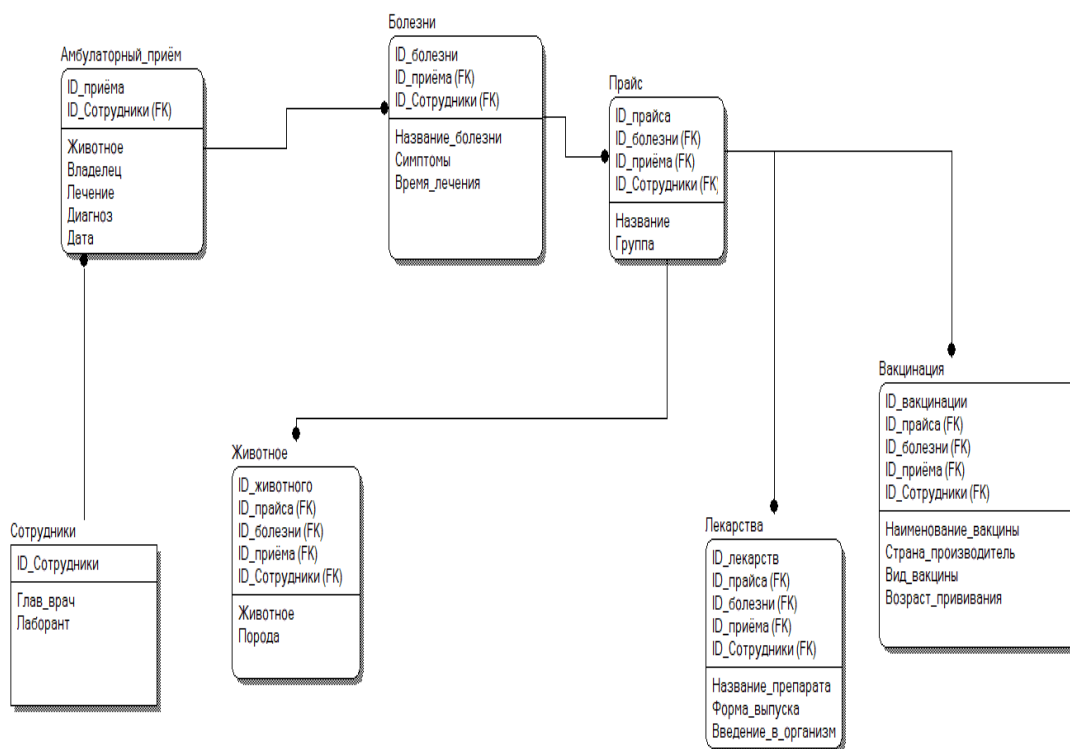 Болезни
ID_болезни
ID_приёма (FK)
ID_Сотрудники (FK)
Название_болезни
Симптомы
Время_лечения
Амбулаторный_приём
ID_приёма
ID_Сотрудники (FK)
Животное
Владелец
Лечение
Диагноз
Дата
Прайс
ID_прайса
ID_болезни (FK)
ID_приёма (FK)
ID_Сотрудники (FK
Название
Группа
Вакцинация
ID_вакцинации
ID_прайса (FK)
ID_болезни (FK)
ID_приёма (FK)
ID_Сотрудники (FK)
Наименование_вакцины
Страна_производитель
Вид_вакцины
Возраст_прививания
Животное
ID_животного
ID_прайса (FK)
ID_болезни (FK)
ID_приёма (FK)
ID_Сотрудники (FK)
Животное
Порода
Сотрудники
ID_Сотрудники
Глав_врач
Лаборант
Лекарства
ID_лекарств
ID_прайса (FK)
ID_болезни (FK)
ID_приёма (FK)
ID_Сотрудники (FK)
Название_препарата
Форма_выпуска
Введение_в_организм